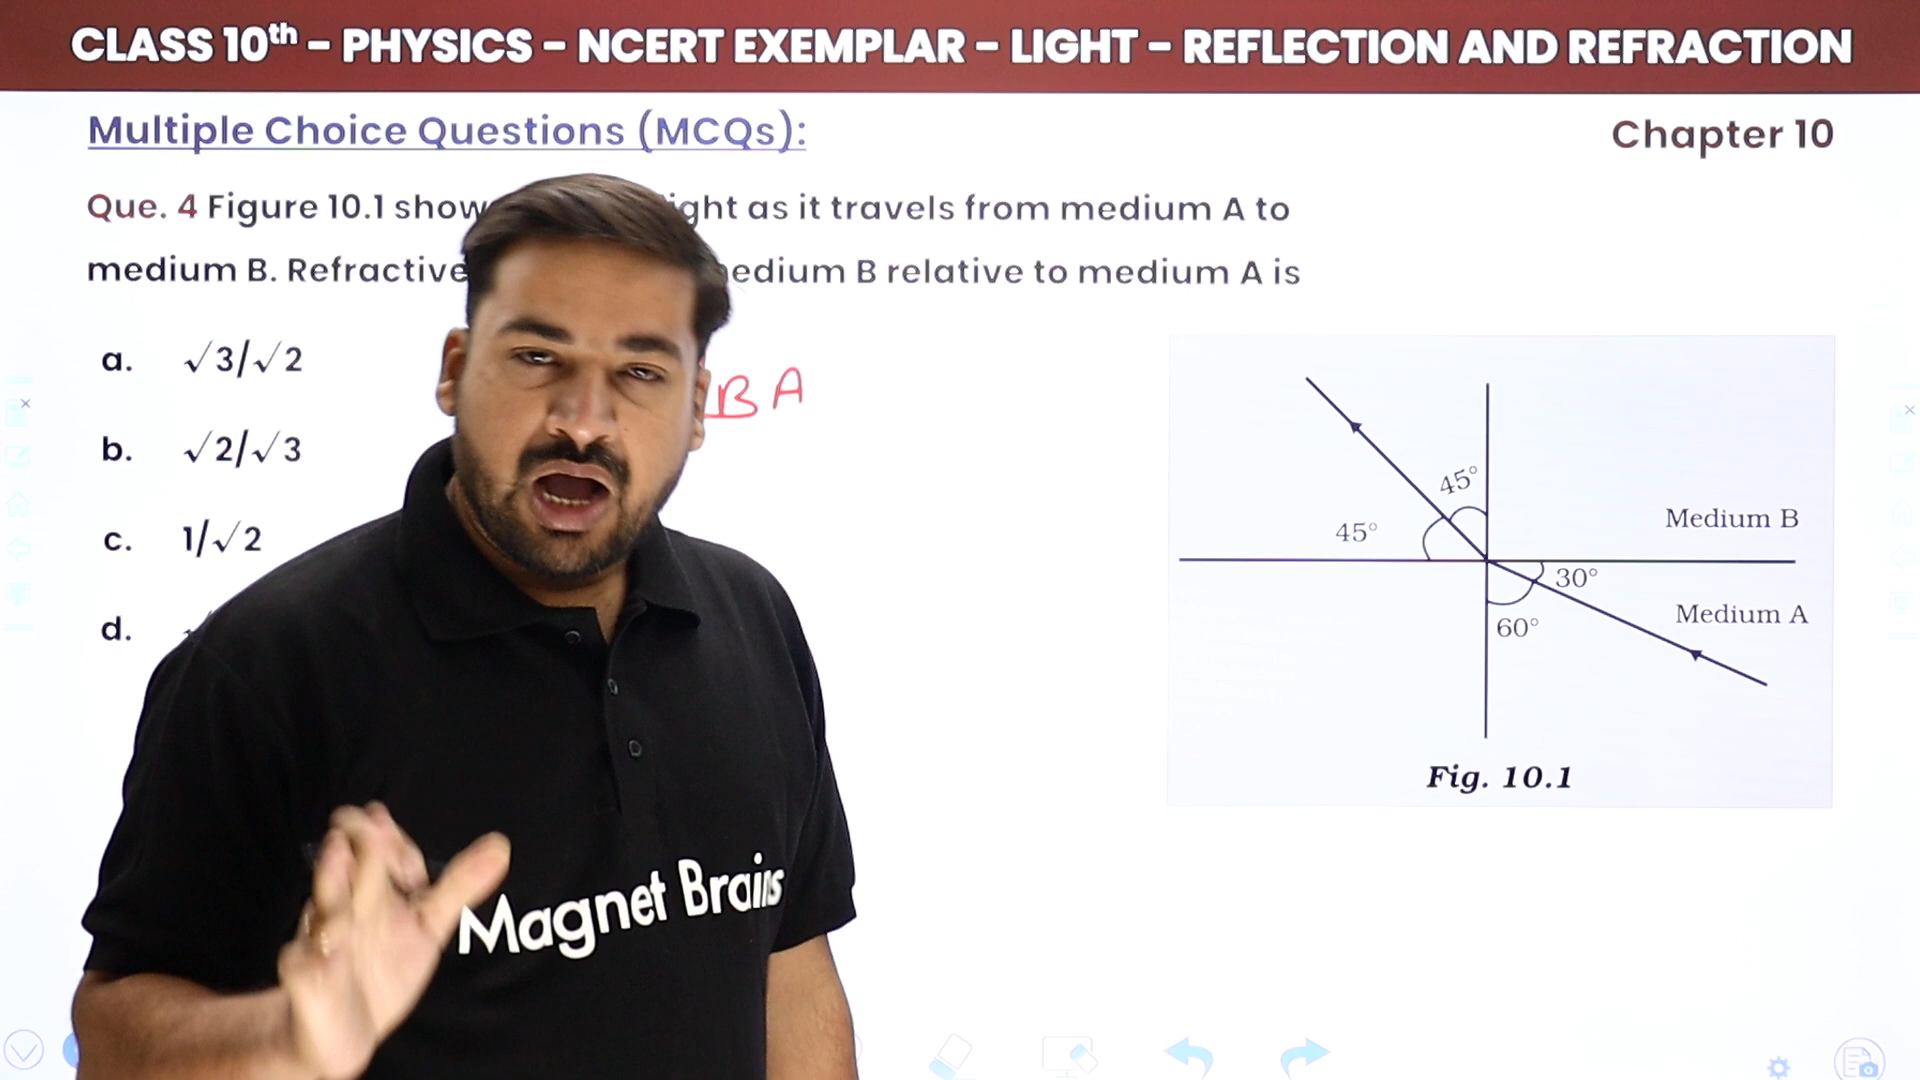 CLASS 10th – PHYSICS – NCERT EXEMPLAR – LIGHT – REFLECTION AND REFRACTION
Multiple Choice Questions (MCQs):
Chapter 10
Que. 4 Figure 10.1 show ght as it travels from medium A to
medium B. Refractive edium B relative to medium A is
a. √3/√2
b. √2/√3
c. 1/√2
d.
B A
45°
45°
Medium B
30°
Medium A
60°
Fig. 10.1
Magnet Brains